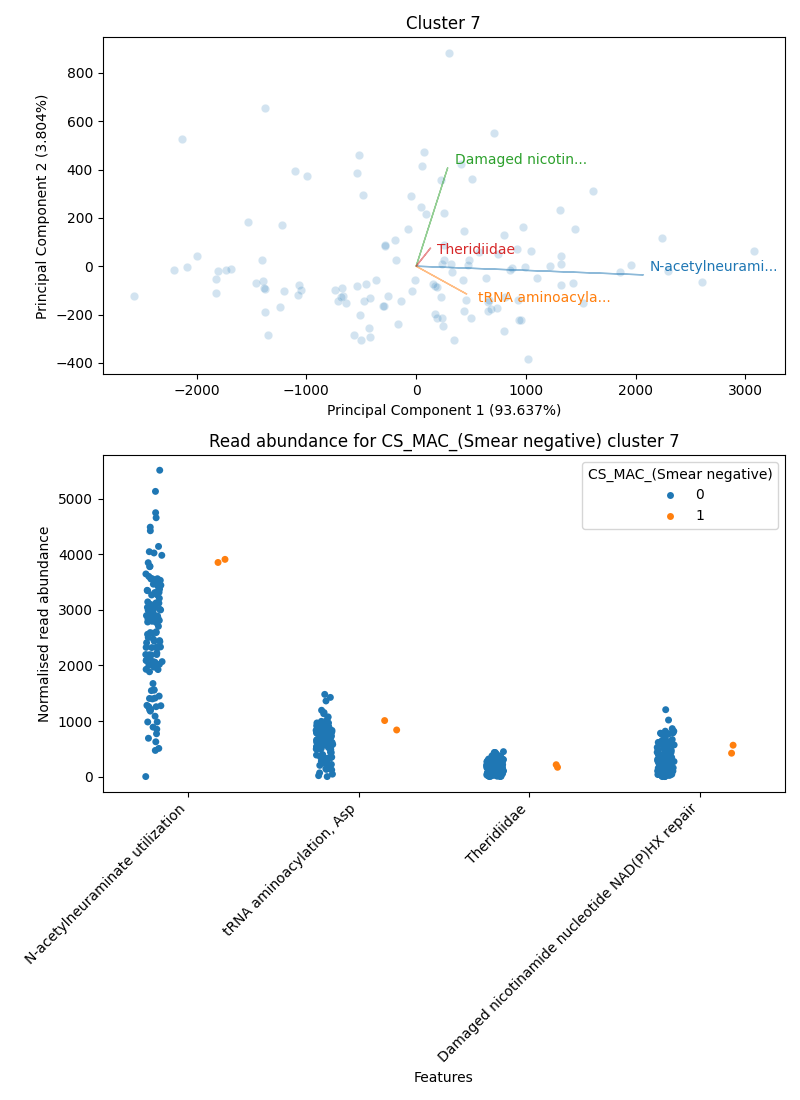 Cluster 7
Principal Component 2 (3.804%)
800
600
400
200
0
−200
−400
Damaged nicotin...
Theridiidae
N-acetylneurami...
tRNA aminoacyla...
−2000
−1000
0
1000
2000
3000
Principal Component 1 (93.637%)
Read abundance for CS_MAC_(Smear negative) cluster 7
Normalised read abundance
5000
4000
3000
2000
1000
0
CS_MAC_(Smear negative)
0
1
N-acetylneuraminate utilization
tRNA aminoacylation, Asp
Theridiidae
Damaged nicotinamide nucleotide NAD(P)HX repair
Features